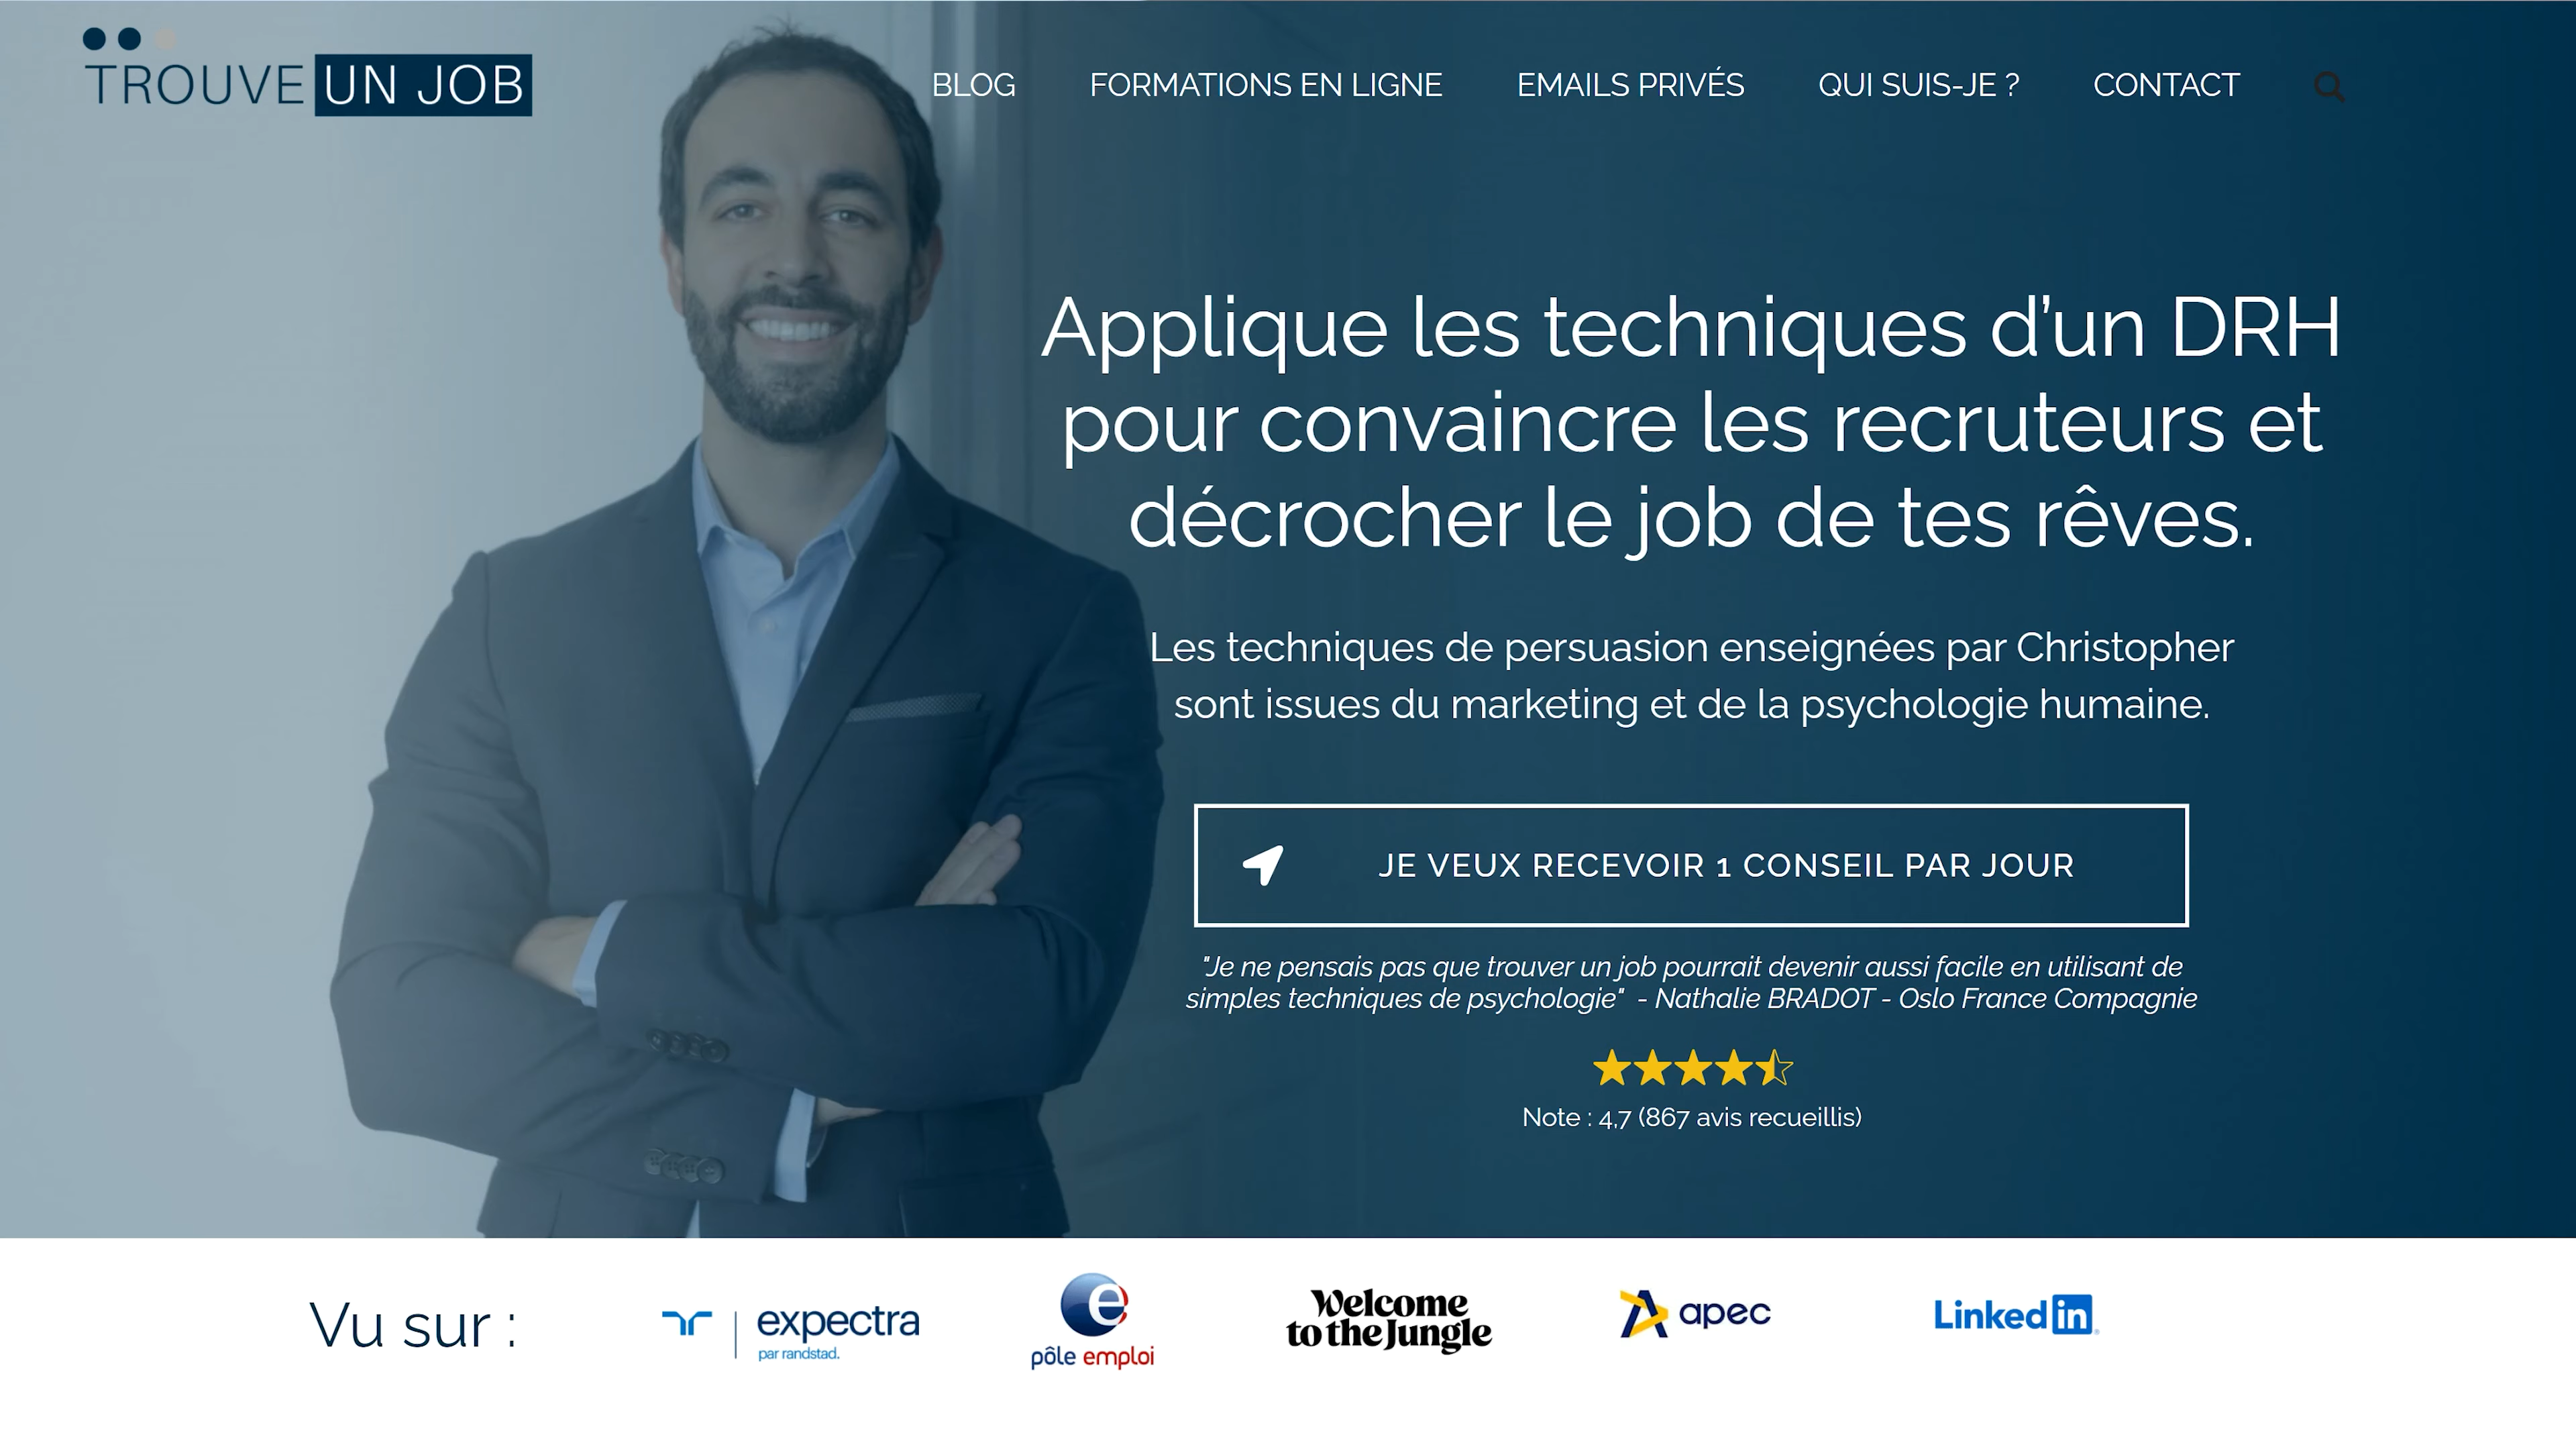 TROUVE UN JOB
BLOG
FORMATIONS EN LIGNE
EMAILS PRIVÉS
QUI SUIS-JE ?
CONTACT
Applique les techniques d’un DRH
pour convaincre les recruteurs et
décrocher le job de tes rêves.
Les techniques de persuasion enseignées par Christopher
sont issues du marketing et de la psychologie humaine.
JE VEUX RECEVOIR 1 CONSEIL PAR JOUR
"Je ne pensais pas que trouver un job pourrait devenir aussi facile en utilisant de
simples techniques de psychologie" - Nathalie BRADOT - Oslo France Compagnie
Note : 4,7 (867 avis recueillis)
Vu sur :
expectra
par randstad.
pôle emploi
Welcome
to the Jungle
apec
Linked in